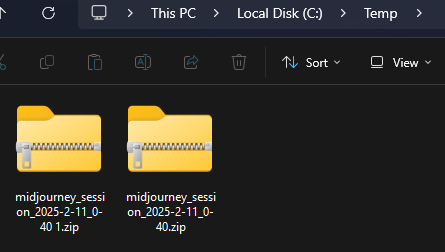 This PC > Local Disk (C:) > Temp >
Sort View
midjourney_sessi
on_2025-2-11_0-
40 1.zip
midjourney_sessi
on_2025-2-11_0-
40.zip